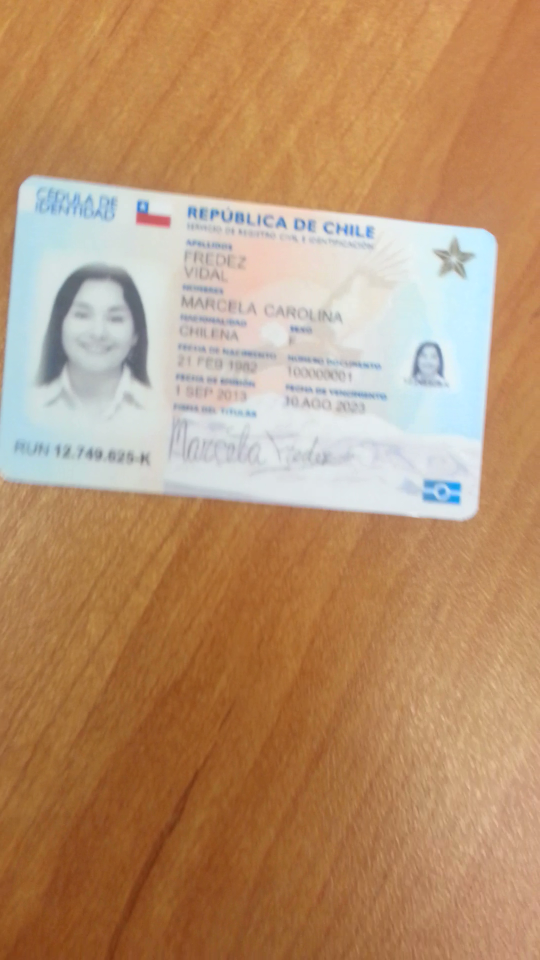 CÉDULA DE
IDENTIDAD
REPÚBLICA DE CHILE
SERVICIO DE REGISTRO CIVIL E IDENTIFICACIÓN
APELLIDOS
FREDEZ
VIDAL
NOMBRES
MARCELA CAROLINA
NACIONALIDAD
SEXO
CHILENA
F
FECHA DE NACIMIENTO
NÚMERO DOCUMENTO
21 FEB 1982
100000001
FECHA DE EMISIÓN
FECHA DE VENCIMIENTO
1 SEP 2013
10 AGO 2023
FIRMA DEL TITULAR
Marcela Fredez
RUN 12.749.625-K